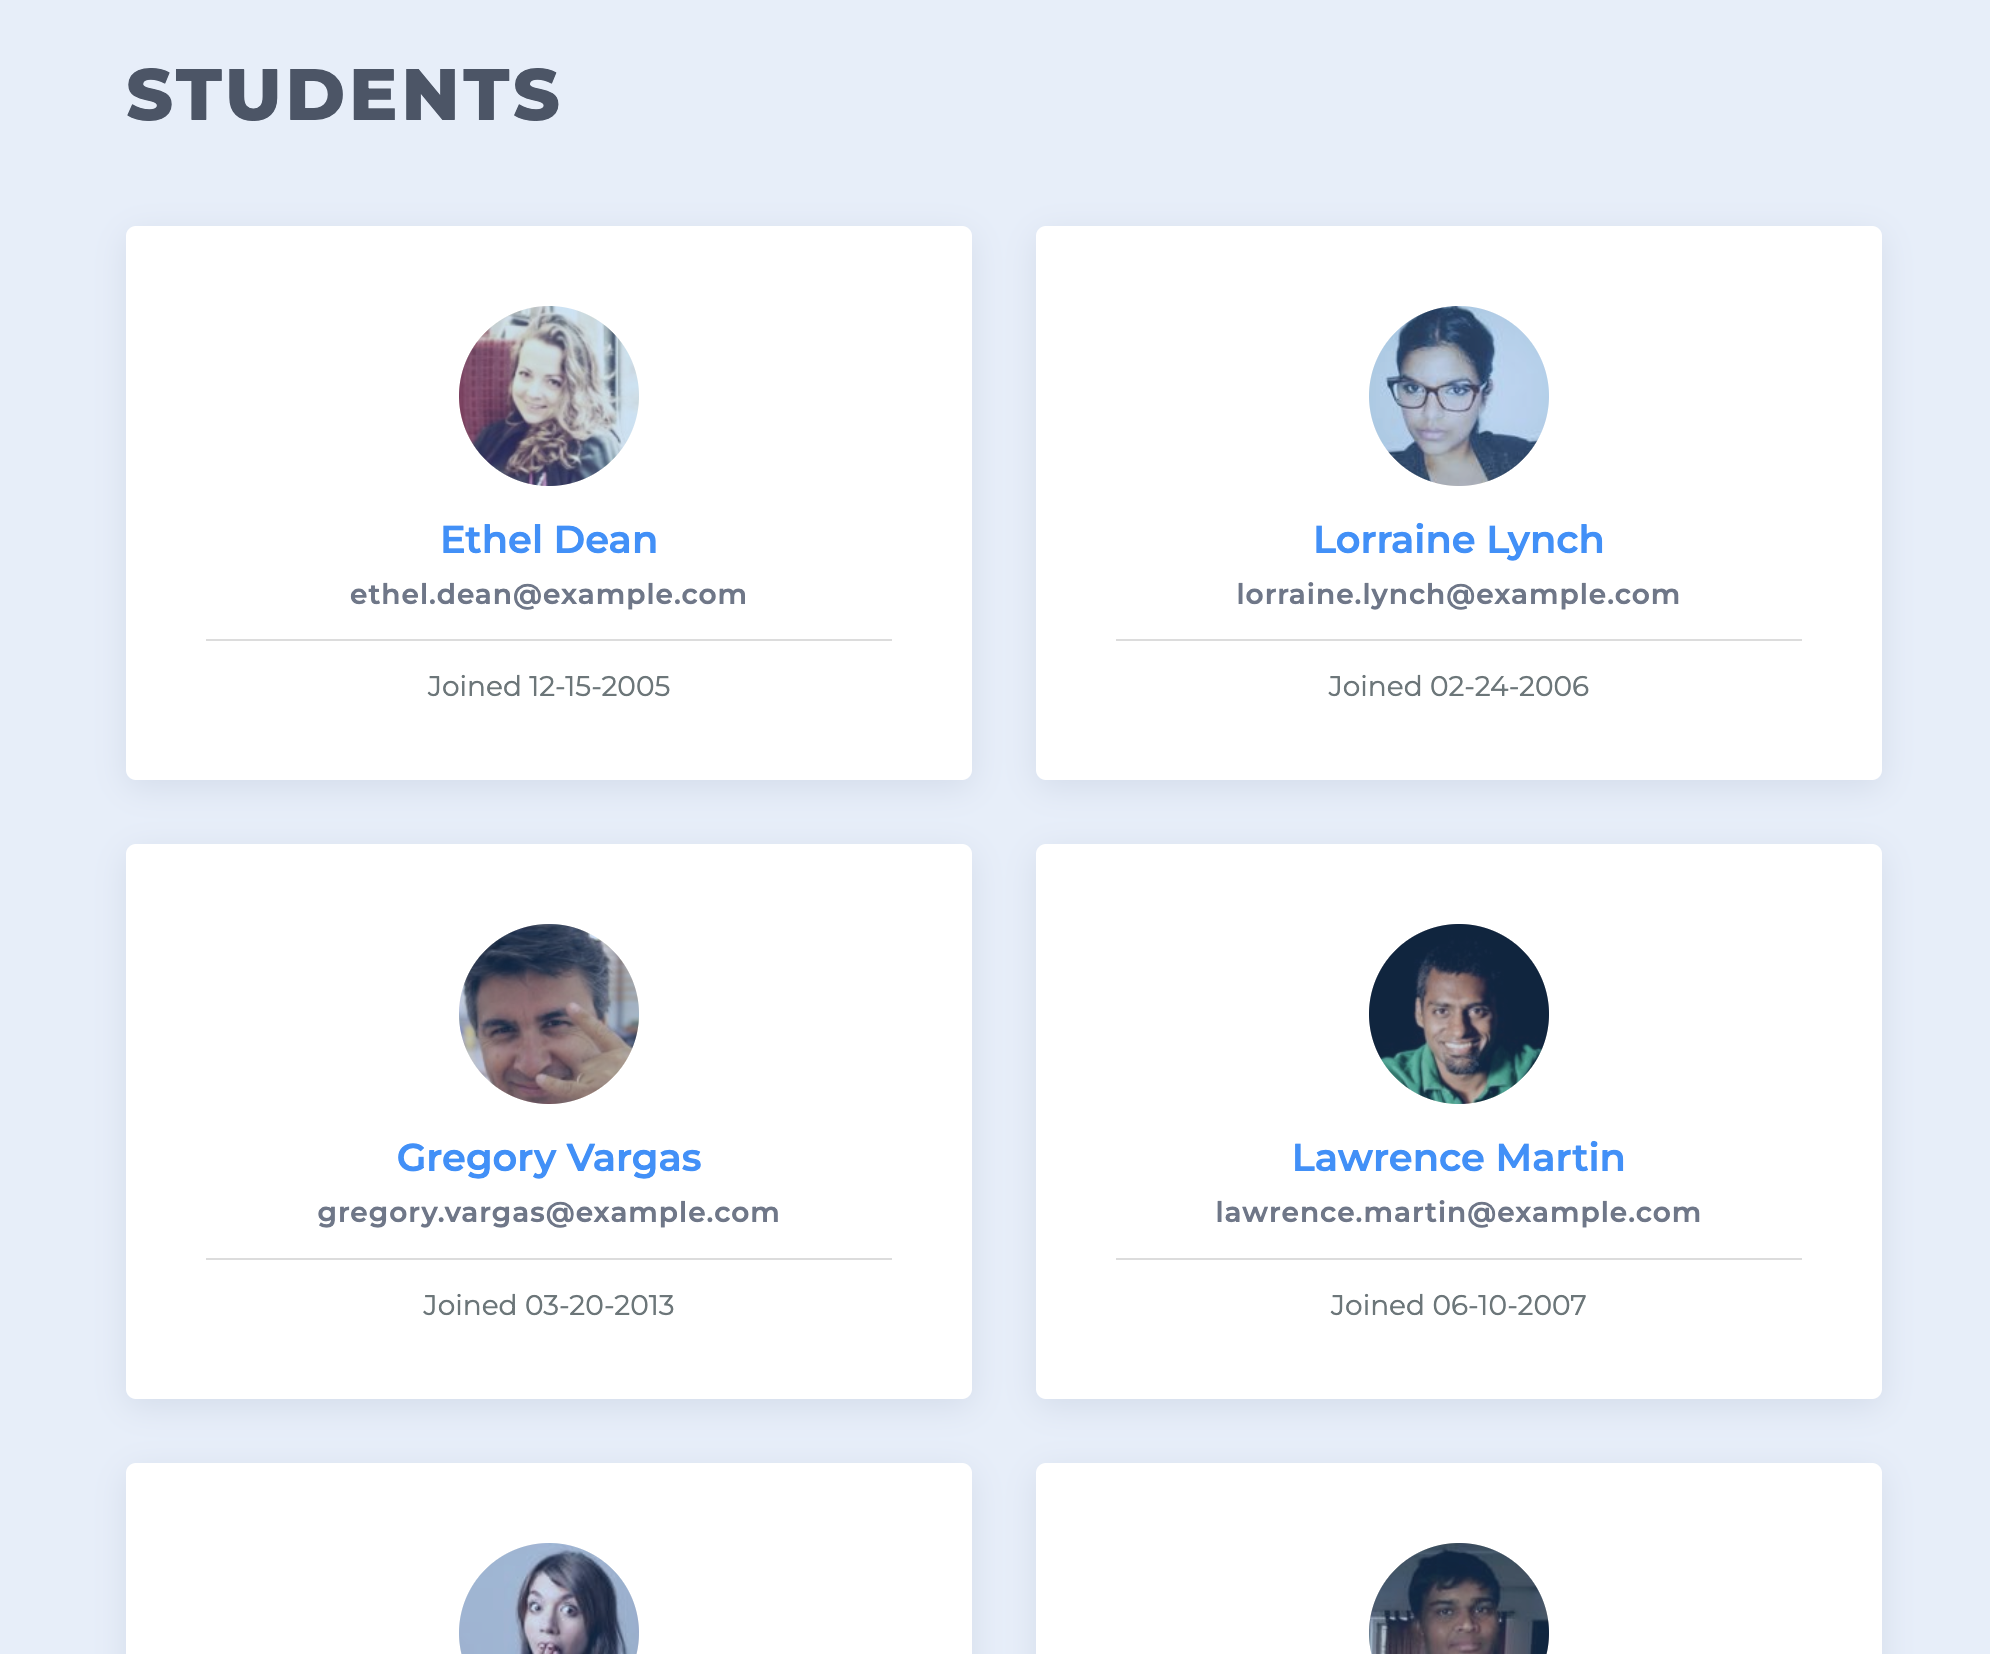 STUDENTS
Ethel Dean
ethel.dean@example.com
Joined 12-15-2005
Lorraine Lynch
lorraine.lynch@example.com
Joined 02-24-2006
Gregory Vargas
gregory.vargas@example.com
Joined 03-20-2013
Lawrence Martin
lawrence.martin@example.com
Joined 06-10-2007